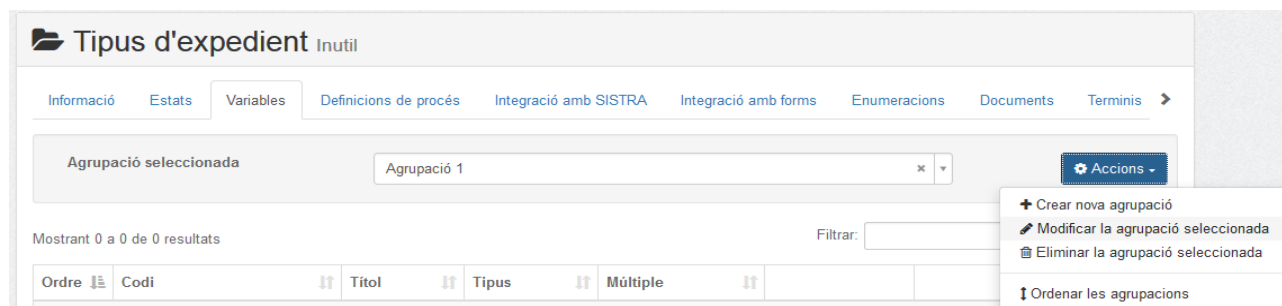 Tipus d'expedient Inutil
Informació Estats Variables Definicions de procés Integració amb SISTRA Integració amb forms Enumeracions Documents Terminis
Agrupació seleccionada Agrupació 1 Accions
Crear nova agrupació
Modificar la agrupació seleccionada
Eliminar la agrupació seleccionada
Ordenar les agrupacions
Mostrant 0 a 0 de 0 resultats Filtrar:
Ordre Codi Títol Tipus Múltiple